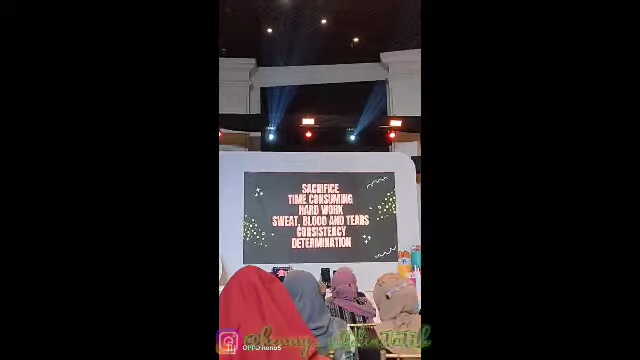 SACRIFICE
TIME CONSUMING
HARD WORK
SWEAT, BLOOD AND TEARS
CONSISTENCY
DETERMINATION
OPPO Reno5